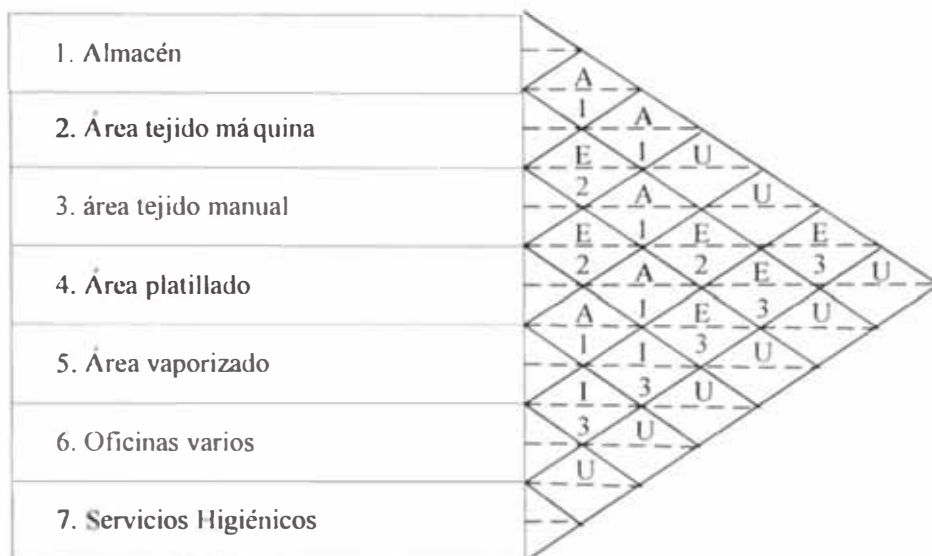 1. Almacén
2. Área tejido máquina
3. área tejido manual
4. Área platillado
5. Área vaporizado
6. Oficinas varios
7. Servicios Higiénicos
A
1 A
E 1 U
2 A U
E 1 E E
2 A 2 E 3 U
A 1 E 3 U
1 I 3 U
I 3 U
3 U
U